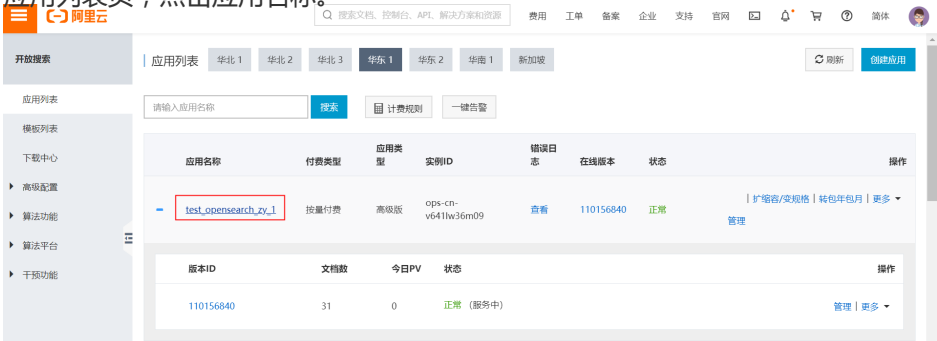 应用列表页，点击应用名称。
阿里云
搜索文档、控制台、API、解决方案和资源
费用 工单 备案 企业 支持 官网 简体
开放搜索
应用列表
模板列表
下载中心
高级配置
算法功能
算法平台
干预功能
应用列表 华北 1 华北 2 华北 3 华东 1 华东 2 华南 1 新加坡 刷新 创建应用
请输入应用名称 搜索 计费规则 一键告警
应用名称 付费类型 应用类型 实例ID 错误日志 在线版本 状态 操作
test_opensearch_zy_1 按量付费 高级版 ops-cn-v641lw36m09 查看 110156840 正常 | 扩缩容/变规格 | 转包年包月 | 更多
管理
版本ID 文档数 今日PV 状态 操作
110156840 31 0 正常 (服务中) 管理 | 更多